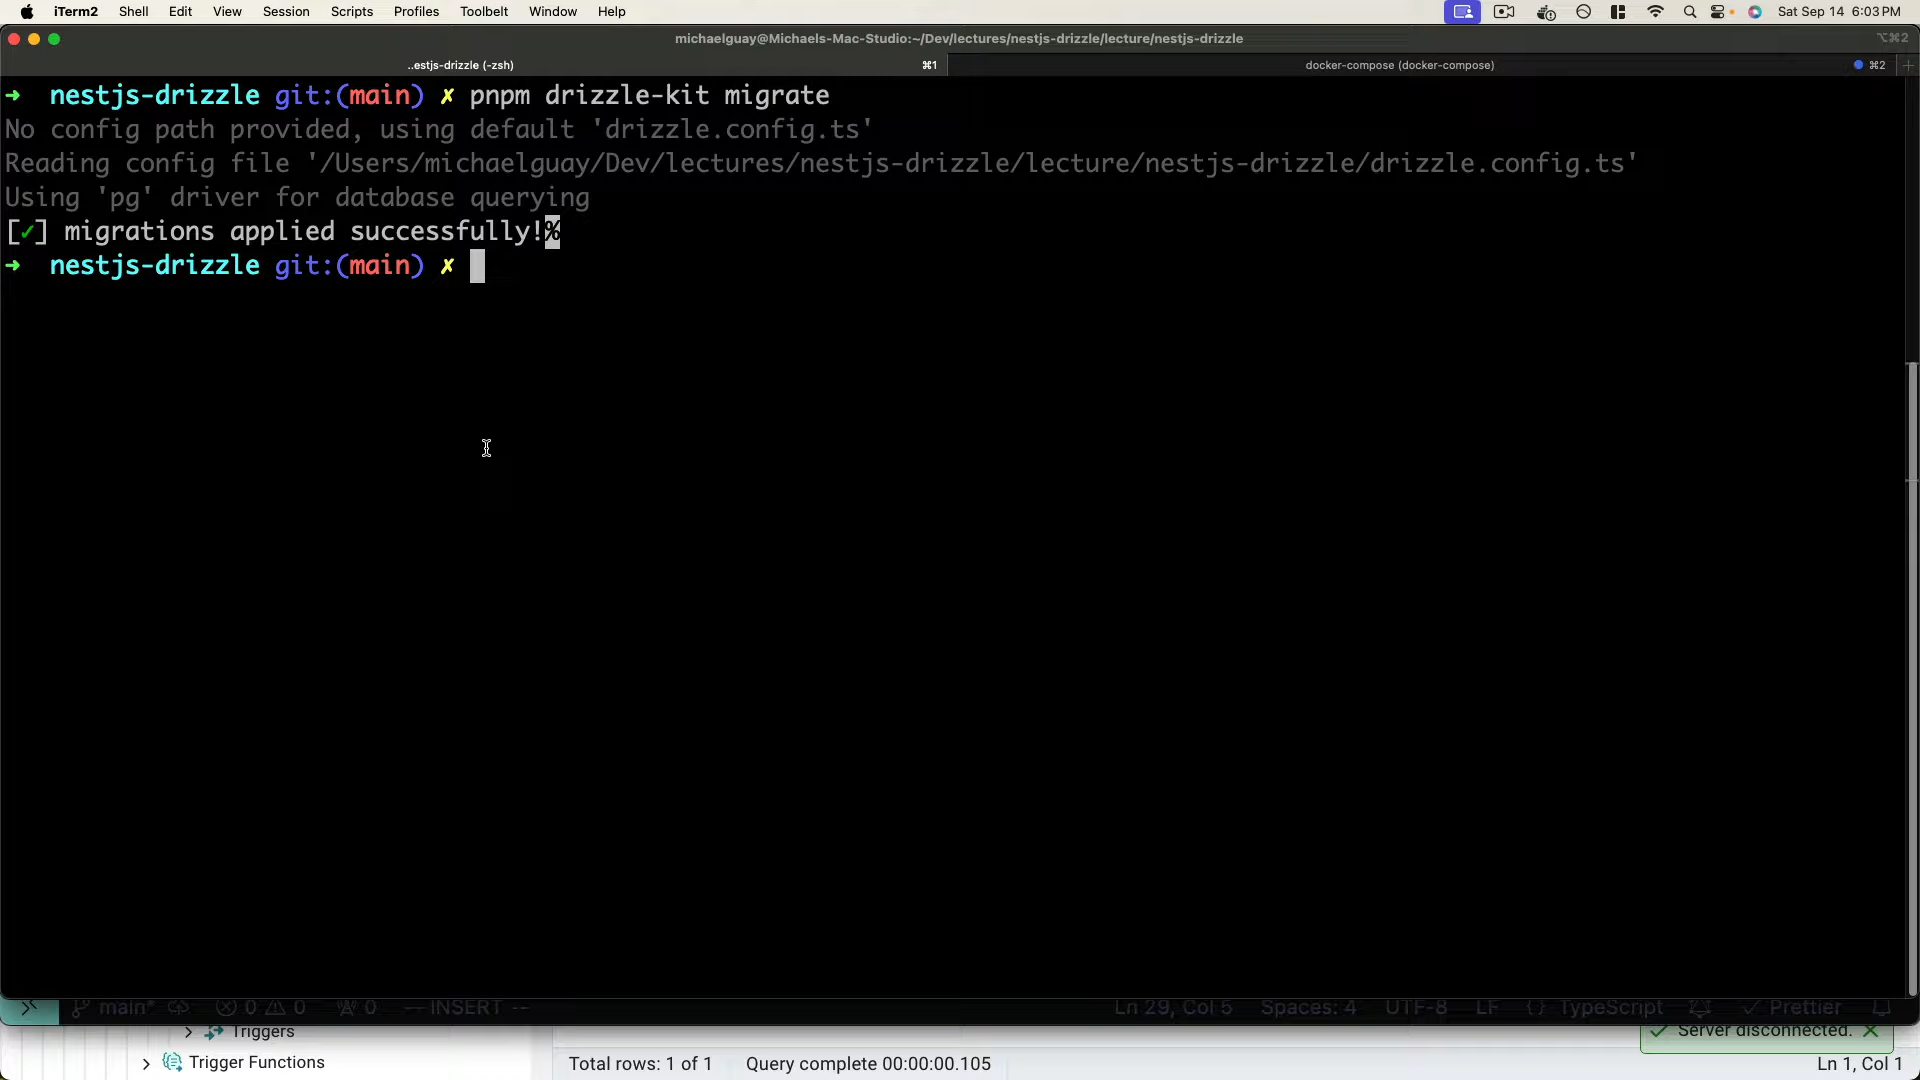 iTerm2 Shell Edit View Session Scripts Profiles Toolbelt Window Help Sat Sep 14 6:03 PM
michaelguay@Michaels-Mac-Studio:~/Dev/lectures/nestjs-drizzle/lecture/nestjs-drizzle ⌥⌘2
..estjs-drizzle (-zsh) ⌘1 docker-compose (docker-compose) ⌘2 +
➜ nestjs-drizzle git:(main) ✗ pnpm drizzle-kit migrate
No config path provided, using default 'drizzle.config.ts'
Reading config file '/Users/michaelguay/Dev/lectures/nestjs-drizzle/lecture/nestjs-drizzle/drizzle.config.ts'
Using 'pg' driver for database querying
[✓] migrations applied successfully!%
➜ nestjs-drizzle git:(main) ✗
main* 0 0 0 -- INSERT -- Ln 29, Col 5 Spaces: 4 UTF-8 LF {} TypeScript Prettier
Triggers Server disconnected.
Trigger Functions Total rows: 1 of 1 Query complete 00:00:00.105 Ln 1, Col 1